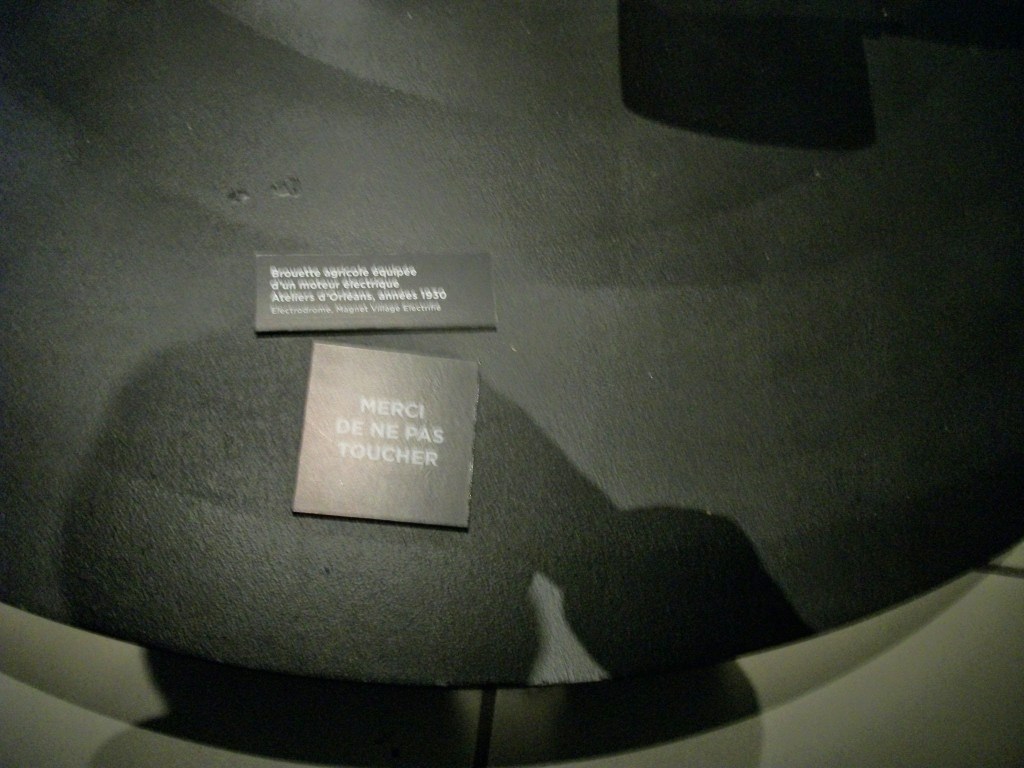 Brouette agricole équipée
d'un moteur électrique
Ateliers d'Orléans, années 1930
Electrodrome, Magnet Village Electrifié
MERCI
DE NE PAS
TOUCHER